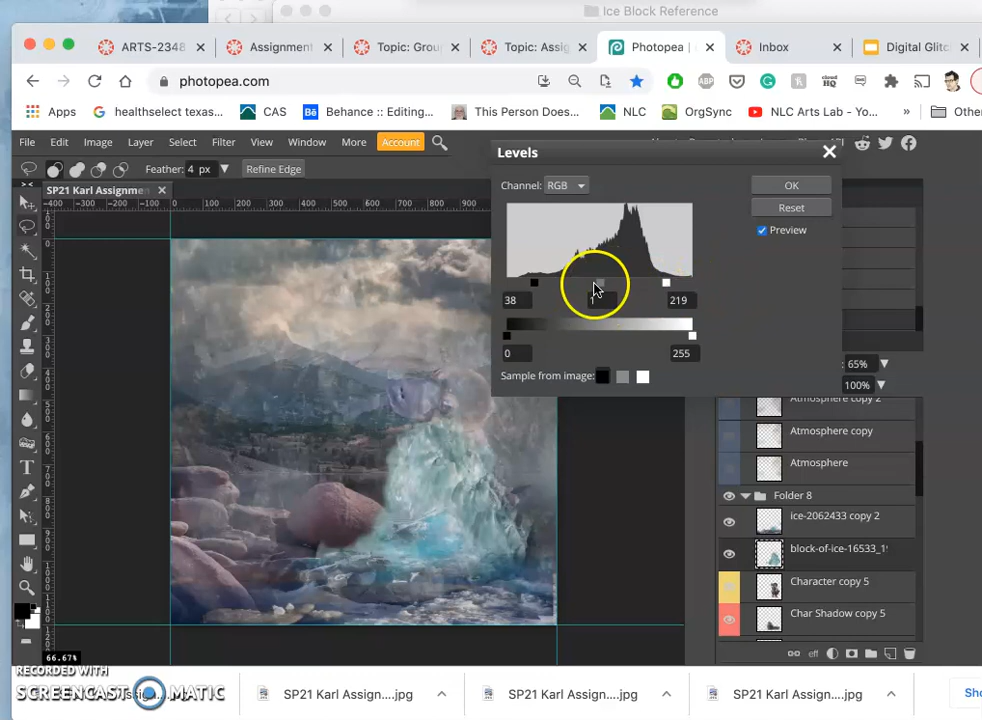 Ice Block Reference
ARTS-2348 Assignment Topic: Grou Topic: Assig Photopea | Inbox Digital Glitc
photopea.com
Apps healthselect texas... CAS Behance :: Editing... This Person Does... NLC OrgSync NLC Arts Lab - Yo... » Othe
File Edit Image Layer Select Filter View Window More Account
Feather: 4 px Refine Edge
SP21 Karl Assignme
Levels
Channel: RGB
OK
Reset
Preview
38 1 219
0 255
Sample from image:
65%
100%
Atmosphere copy 2
Atmosphere copy
Atmosphere
Folder 8
ice-2062433 copy 2
block-of-ice-16533_1
Character copy 5
Char Shadow copy 5
eff
66.67%
RECORDED WITH
SCREENCAST MATIC
SP21 Karl Assign....jpg SP21 Karl Assign....jpg SP21 Karl Assign....jpg Sho